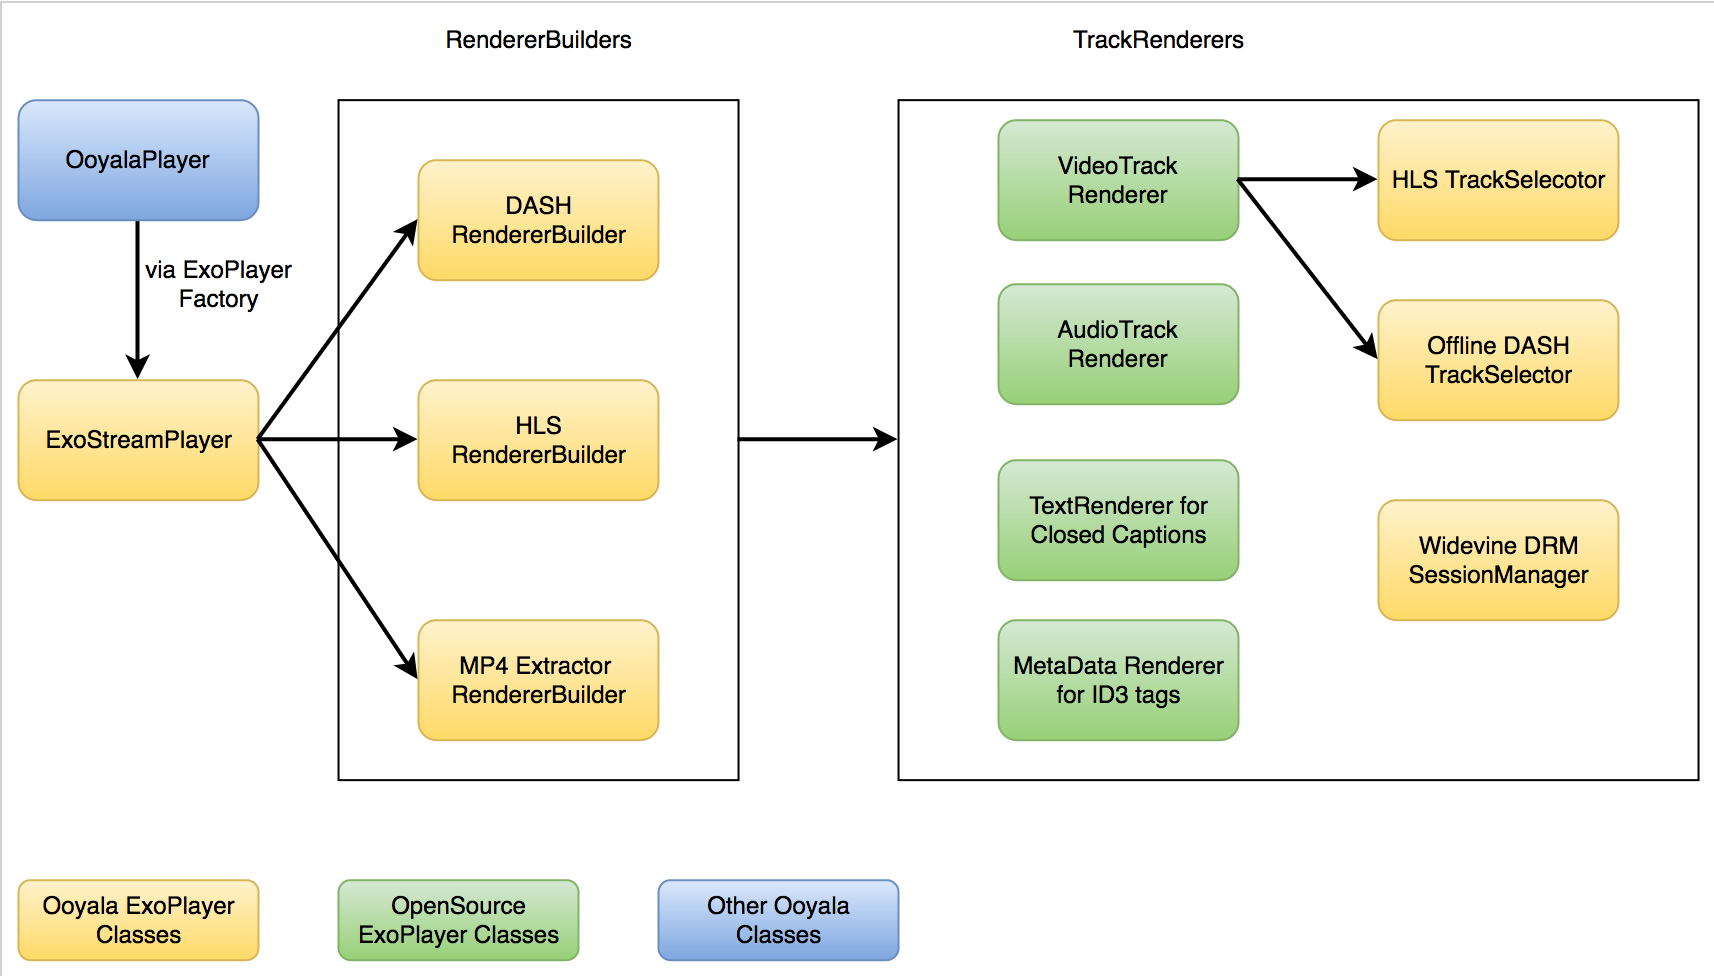 RendererBuilders
TrackRenderers
OoyalaPlayer
via ExoPlayer
Factory
ExoStreamPlayer
DASH
RendererBuilder
HLS
RendererBuilder
MP4 Extractor
RendererBuilder
VideoTrack
Renderer
AudioTrack
Renderer
TextRenderer for
Closed Captions
MetaData Renderer
for ID3 tags
HLS TrackSelecotor
Offline DASH
TrackSelector
Widevine DRM
SessionManager
Ooyala ExoPlayer
Classes
OpenSource
ExoPlayer Classes
Other Ooyala
Classes